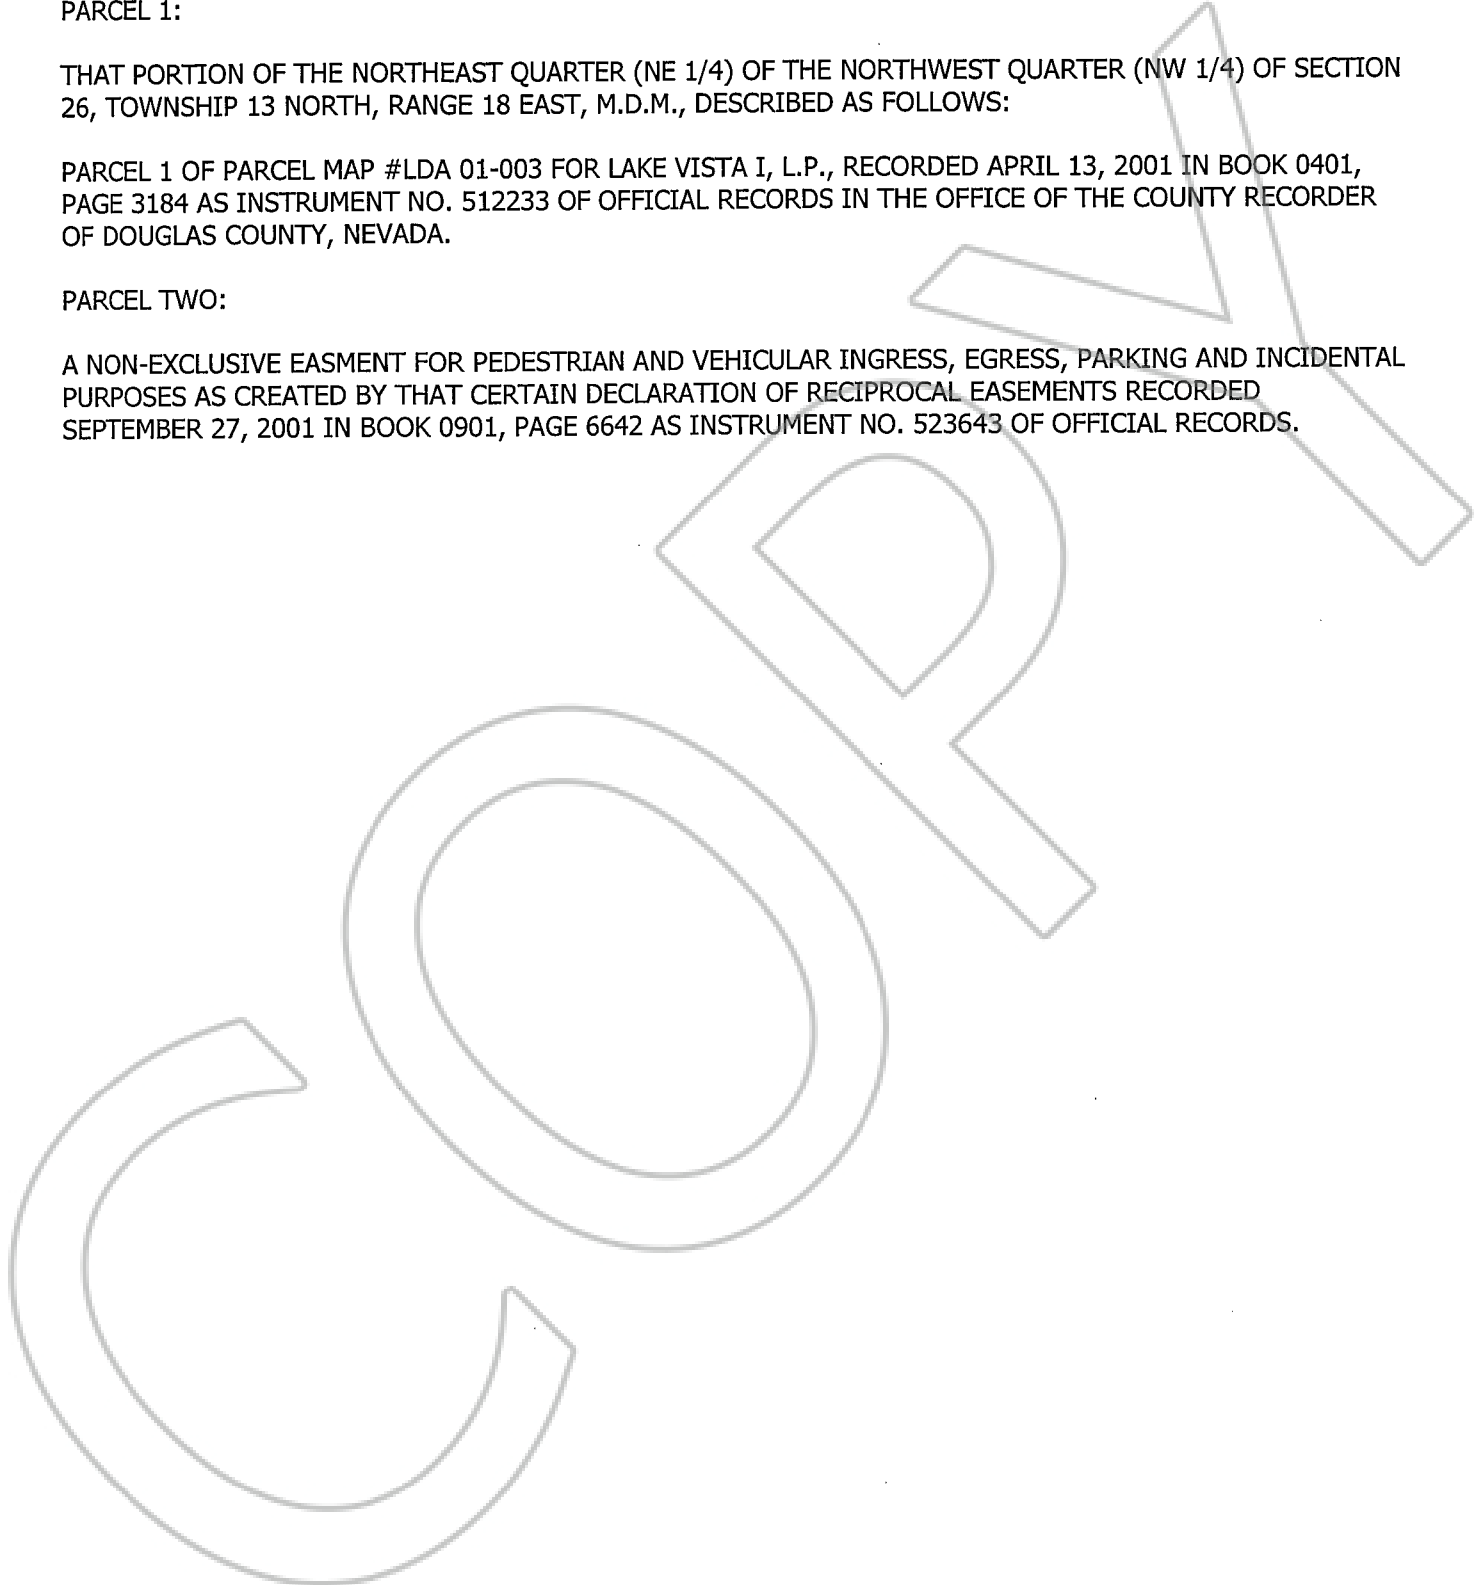 PARCEL 1:
THAT PORTION OF THE NORTHEAST QUARTER (NE 1/4) OF THE NORTHWEST QUARTER (NW 1/4) OF SECTION
26, TOWNSHIP 13 NORTH, RANGE 18 EAST, M.D.M., DESCRIBED AS FOLLOWS:
PARCEL 1 OF PARCEL MAP #LDA 01-003 FOR LAKE VISTA I, L.P., RECORDED APRIL 13, 2001 IN BOOK 0401,
PAGE 3184 AS INSTRUMENT NO. 512233 OF OFFICIAL RECORDS IN THE OFFICE OF THE COUNTY RECORDER
OF DOUGLAS COUNTY, NEVADA.
PARCEL TWO:
A NON-EXCLUSIVE EASMENT FOR PEDESTRIAN AND VEHICULAR INGRESS, EGRESS, PARKING AND INCIDENTAL
PURPOSES AS CREATED BY THAT CERTAIN DECLARATION OF RECIPROCAL EASEMENTS RECORDED
SEPTEMBER 27, 2001 IN BOOK 0901, PAGE 6642 AS INSTRUMENT NO. 523643 OF OFFICIAL RECORDS.
COPY